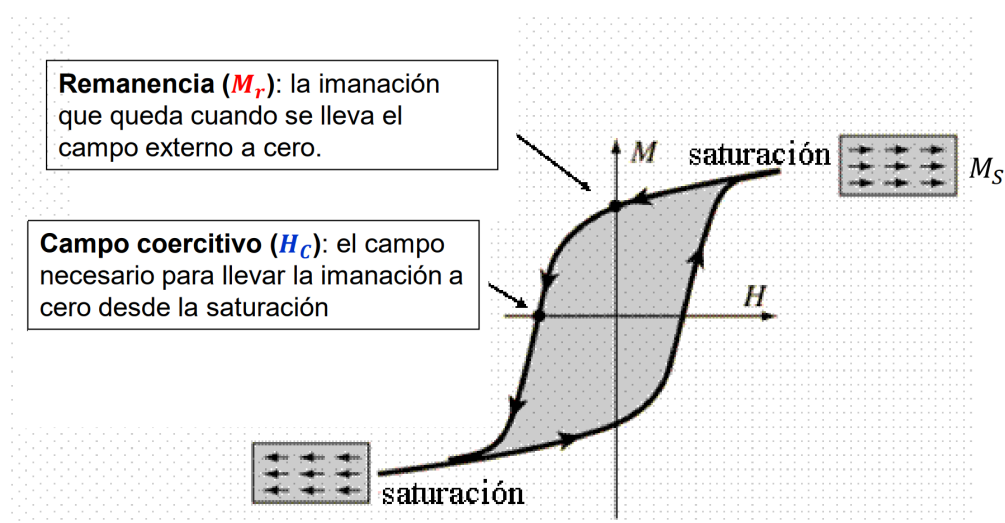 Remanencia (Mr): la imanación
que queda cuando se lleva el
campo externo a cero.
M
saturación
MS
Campo coercitivo (HC): el campo
necesario para llevar la imanación a
cero desde la saturación
H
saturación